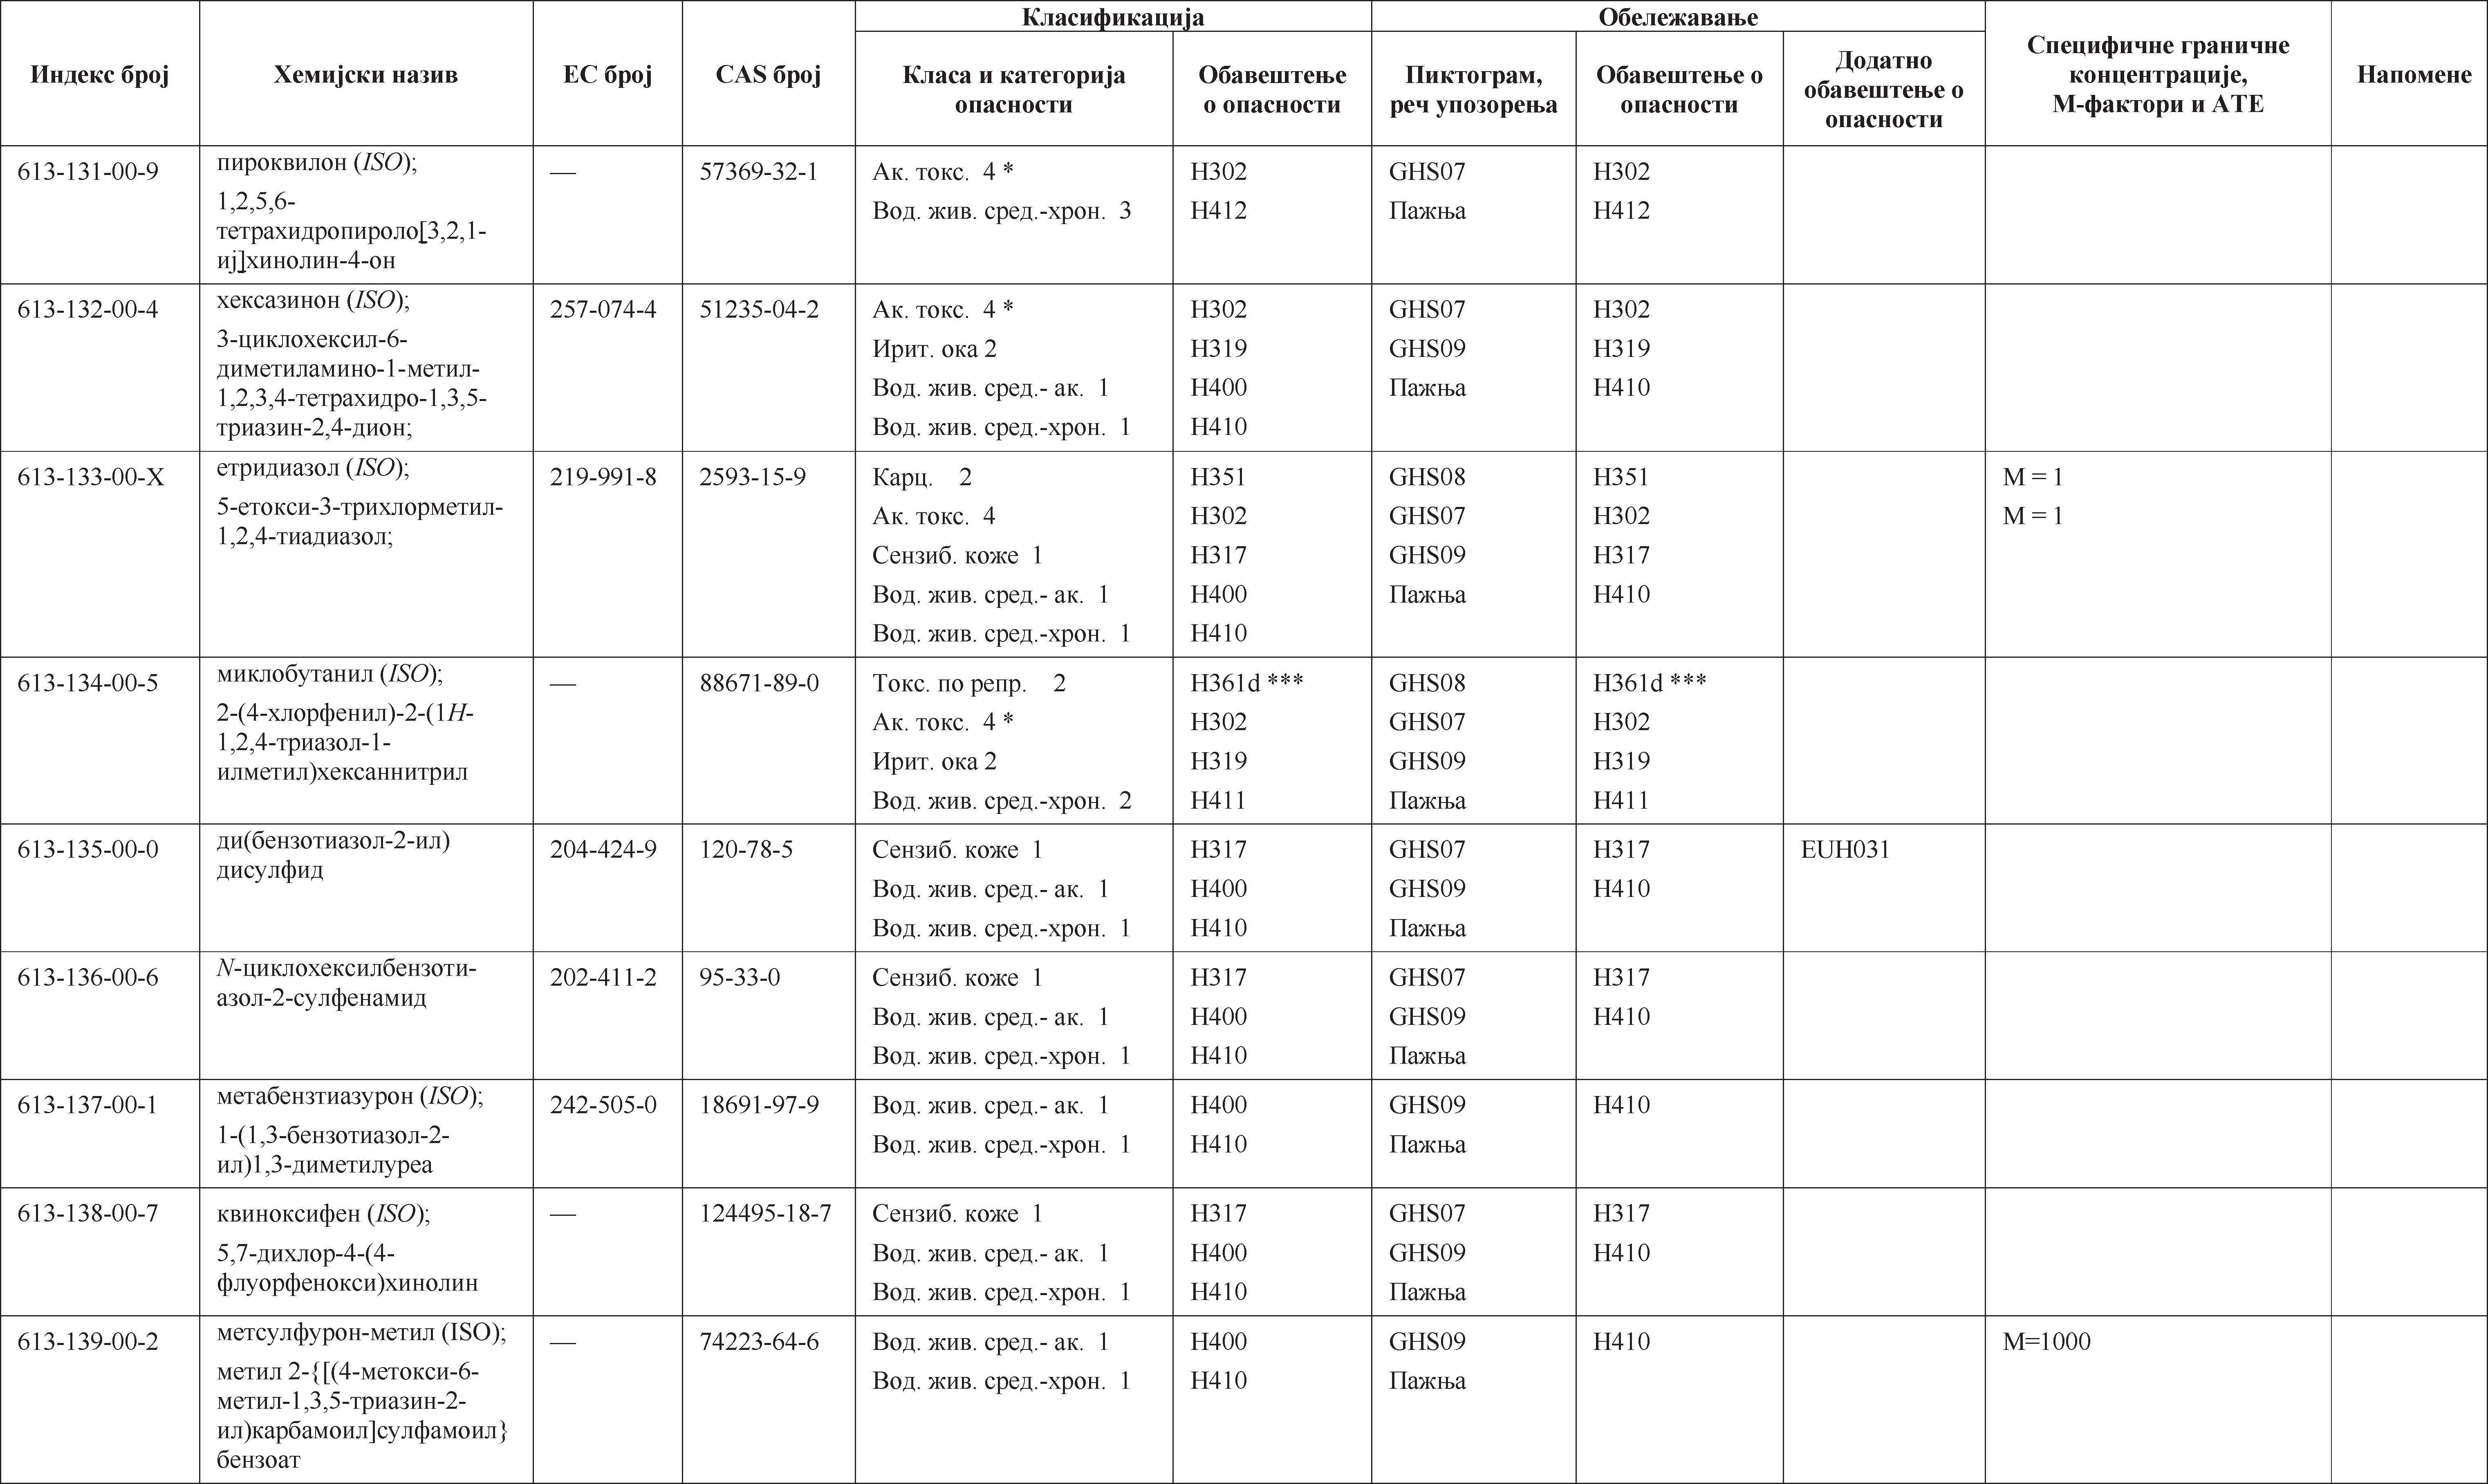 Класификација
Обележавање
Индекс број
Хемијски назив
ЕС број
CAS број
Класа и категорија
опасности
Обавештење
о опасности
Пиктограм,
реч упозорења
Обавештење о
опасности
Додатно
обавештење о
опасности
Специфичне граничне
концентрације,
М-фактори и АТЕ
Напомене
613-131-00-9
пироквилон (ISO);
1,2,5,6-
тетрахидропироло[3,2,1-
иј]хинолин-4-он
—
57369-32-1
Ак. токс. 4 *
Вод. жив. сред.-хрон. 3
H302
H412
GHS07
Пажња
H302
H412
613-132-00-4
хексазинон (ISO);
3-циклохексил-6-
диметиламино-1-метил-
1,2,3,4-тетрахидро-1,3,5-
триазин-2,4-дион;
257-074-4
51235-04-2
Ак. токс. 4 *
Ирит. ока 2
Вод. жив. сред.- ак. 1
Вод. жив. сред.-хрон. 1
H302
H319
H400
H410
GHS07
GHS09
Пажња
H302
H319
H410
613-133-00-X
етридиазол (ISO);
5-етокси-3-трихлорметил-
1,2,4-тиадиазол;
219-991-8
2593-15-9
Карц. 2
Ак. токс. 4
Сензиб. коже 1
Вод. жив. сред.- ак. 1
Вод. жив. сред.-хрон. 1
H351
H302
H317
H400
H410
GHS08
GHS07
GHS09
Пажња
H351
H302
H317
H410
M = 1
M = 1
613-134-00-5
миклобутанил (ISO);
2-(4-хлорфенил)-2-(1H-
1,2,4-триазол-1-
илметил)хексаннитрил
—
88671-89-0
Токс. по репр. 2
Ак. токс. 4 *
Ирит. ока 2
Вод. жив. сред.-хрон. 2
H361d ***
H302
H319
H411
GHS08
GHS07
GHS09
Пажња
H361d ***
H302
H319
H411
613-135-00-0
ди(бензотиазол-2-ил)
дисулфид
204-424-9
120-78-5
Сензиб. коже 1
Вод. жив. сред.- ак. 1
Вод. жив. сред.-хрон. 1
H317
H400
H410
GHS07
GHS09
Пажња
H317
H410
EUH031
613-136-00-6
N-циклохексилбензоти-
азол-2-сулфенамид
202-411-2
95-33-0
Сензиб. коже 1
Вод. жив. сред.- ак. 1
Вод. жив. сред.-хрон. 1
H317
H400
H410
GHS07
GHS09
Пажња
H317
H410
613-137-00-1
метабензтиазурон (ISO);
1-(1,3-бензотиазол-2-
ил)1,3-диметилуреа
242-505-0
18691-97-9
Вод. жив. сред.- ак. 1
Вод. жив. сред.-хрон. 1
H400
H410
GHS09
Пажња
H410
613-138-00-7
квиноксифен (ISO);
5,7-дихлор-4-(4-
флуорфенокси)хинолин
—
124495-18-7
Сензиб. коже 1
Вод. жив. сред.- ак. 1
Вод. жив. сред.-хрон. 1
H317
H400
H410
GHS07
GHS09
Пажња
H317
H410
613-139-00-2
метсулфурон-метил (ISO);
метил 2-{[(4-метокси-6-
метил-1,3,5-триазин-2-
ил)карбамоил]сулфамоил}
бензоат
—
74223-64-6
Вод. жив. сред.- ак. 1
Вод. жив. сред.-хрон. 1
H400
H410
GHS09
Пажња
H410
M=1000